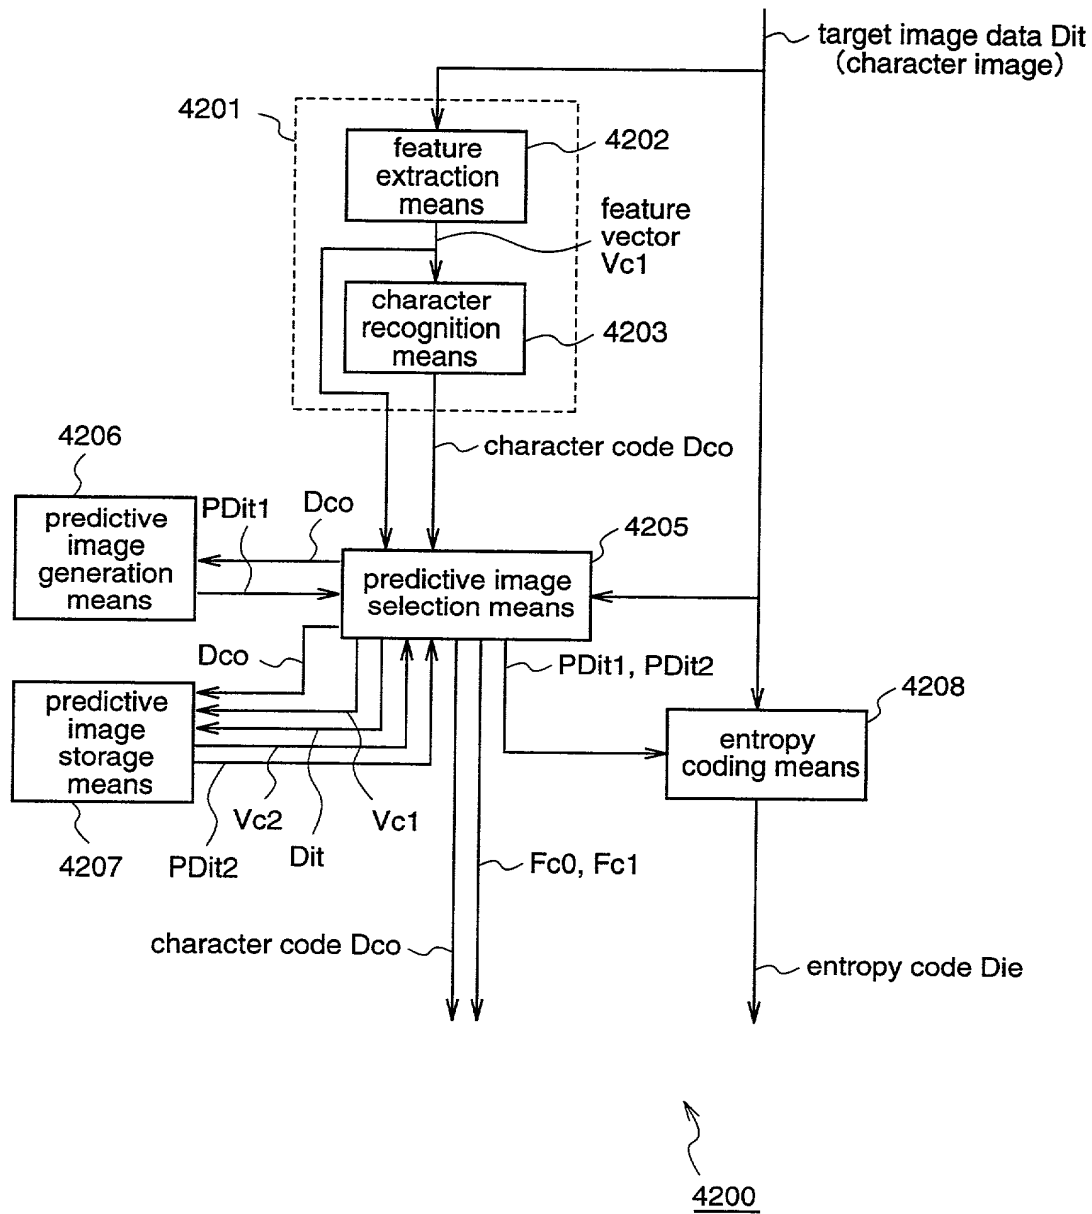 target image data Dit
(character image)
4201
feature
extraction
means
4202
feature
vector
Vc1
character
recognition
means
4203
character code Dco
4206
predictive
image
generation
means
PDit1
Dco
4205
predictive image
selection means
Dco
PDit1, PDit2
4208
predictive
image
storage
means
entropy
coding means
4207
PDit2
Vc2
Dit
Vc1
Fc0, Fc1
character code Dco
entropy code Die
4200